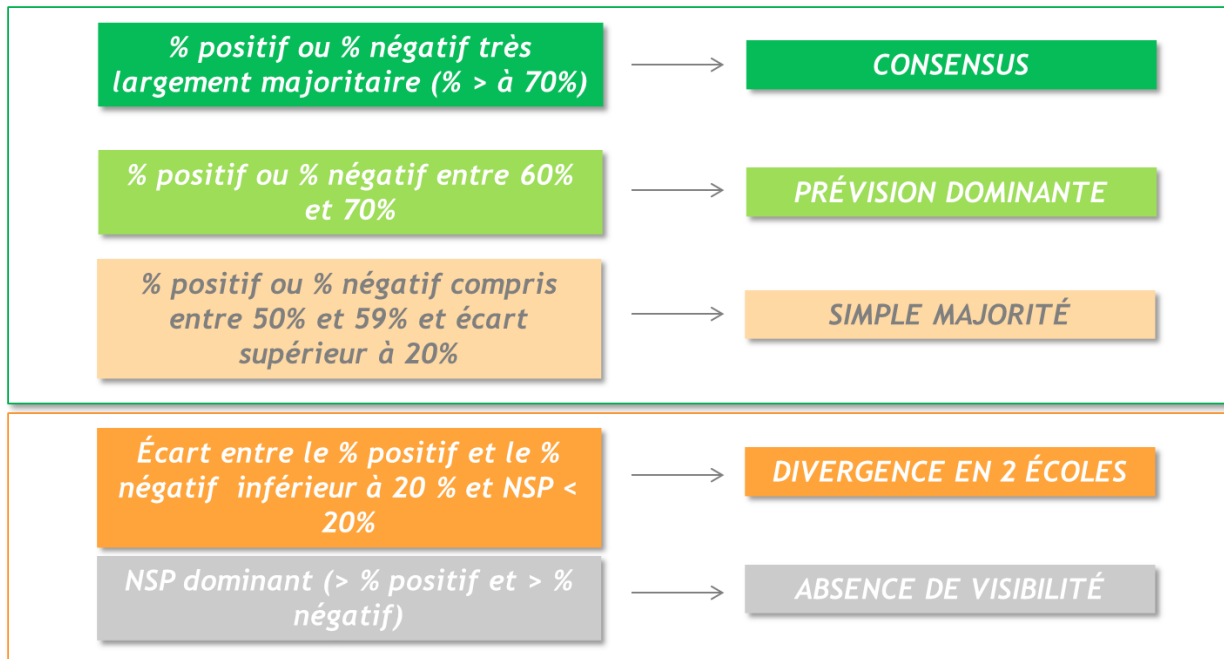 % positif ou % négatif très
largement majoritaire (% > à 70%)
CONSENSUS
% positif ou % négatif entre 60%
et 70%
PRÉVISION DOMINANTE
% positif ou % négatif compris
entre 50% et 59% et écart
supérieur à 20%
SIMPLE MAJORITÉ
Écart entre le % positif et le %
négatif inférieur à 20 % et NSP <
20%
DIVERGENCE EN 2 ÉCOLES
NSP dominant (> % positif et > %
négatif)
ABSENCE DE VISIBILITÉ